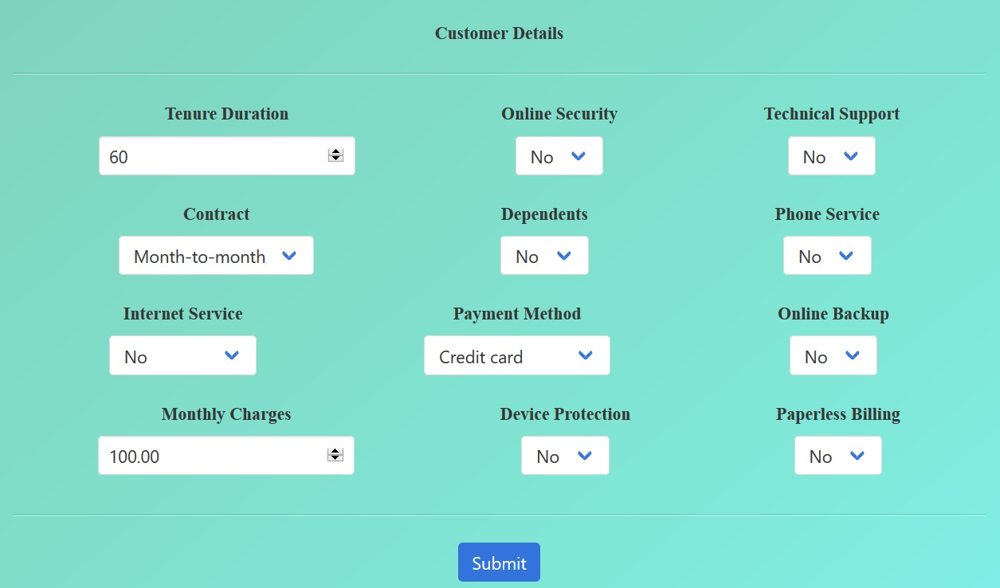 Customer Details
Tenure Duration Online Security Technical Support
60 No No
Contract Dependents Phone Service
Month-to-month No No
Internet Service Payment Method Online Backup
No Credit card No
Monthly Charges Device Protection Paperless Billing
100.00 No No
Submit